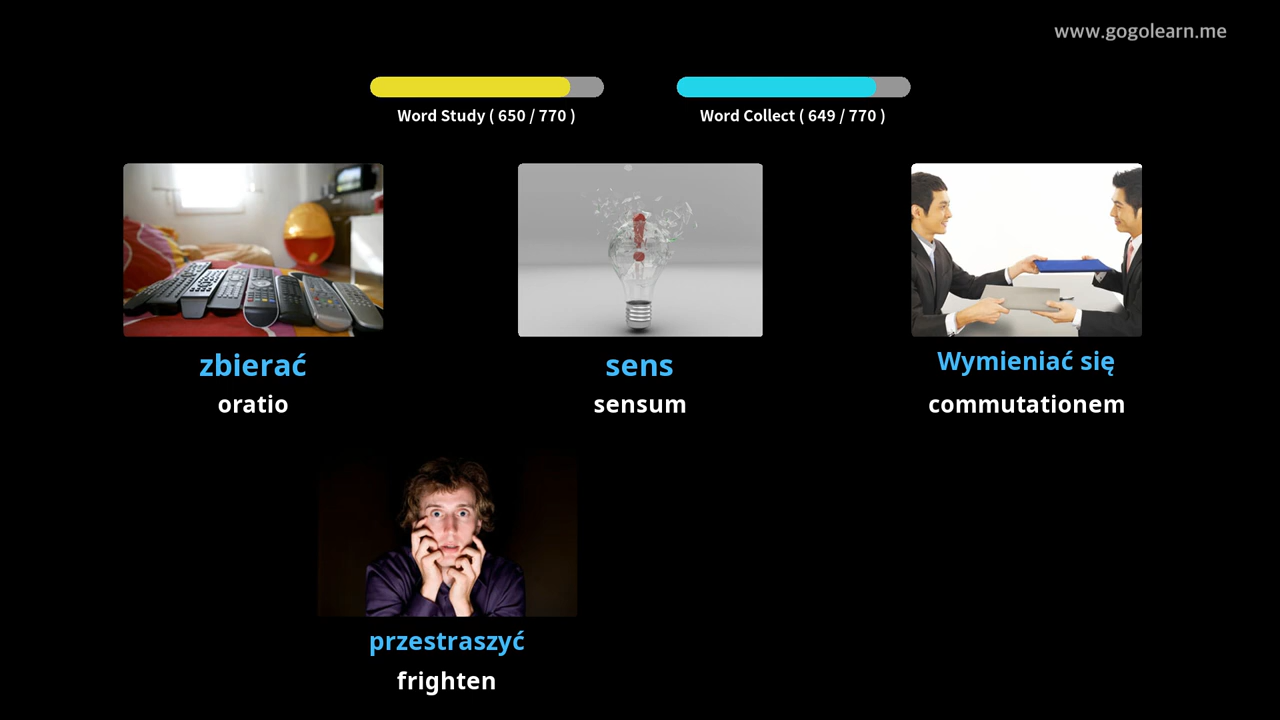 www.gogolearn.me
Word Study ( 650 / 770 )
Word Collect ( 649 / 770 )
zbierać
oratio
sens
sensum
Wymieniać się
commutationem
przestraszyć
frighten